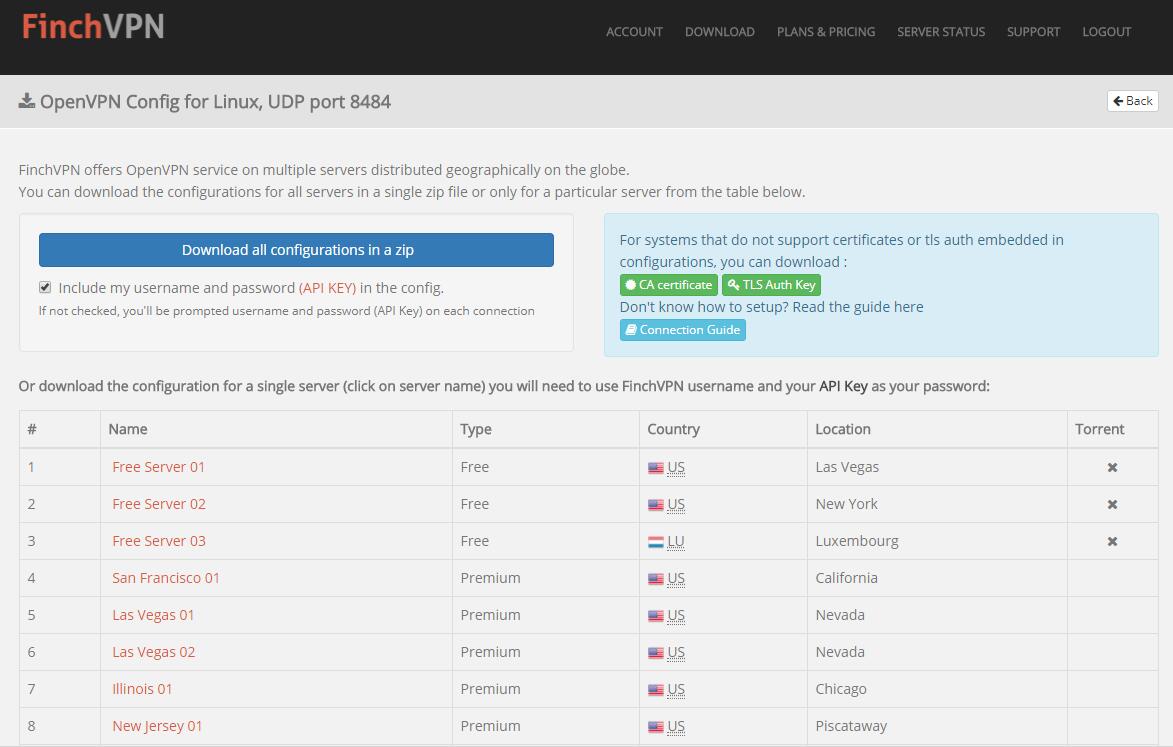 FinchVPN
ACCOUNT DOWNLOAD PLANS & PRICING SERVER STATUS SUPPORT LOGOUT
OpenVPN Config for Linux, UDP port 8484
Back
FinchVPN offers OpenVPN service on multiple servers distributed geographically on the globe.
You can download the configurations for all servers in a single zip file or only for a particular server from the table below.
Download all configurations in a zip
Include my username and password (API KEY) in the config.
If not checked, you'll be prompted username and password (API Key) on each connection
For systems that do not support certificates or tls auth embedded in
configurations, you can download :
CA certificate TLS Auth Key
Don't know how to setup? Read the guide here
Connection Guide
Or download the configuration for a single server (click on server name) you will need to use FinchVPN username and your API Key as your password:
# Name Type Country Location Torrent
1 Free Server 01 Free US Las Vegas ✖
2 Free Server 02 Free US New York ✖
3 Free Server 03 Free LU Luxembourg ✖
4 San Francisco 01 Premium US California
5 Las Vegas 01 Premium US Nevada
6 Las Vegas 02 Premium US Nevada
7 Illinois 01 Premium US Chicago
8 New Jersey 01 Premium US Piscataway